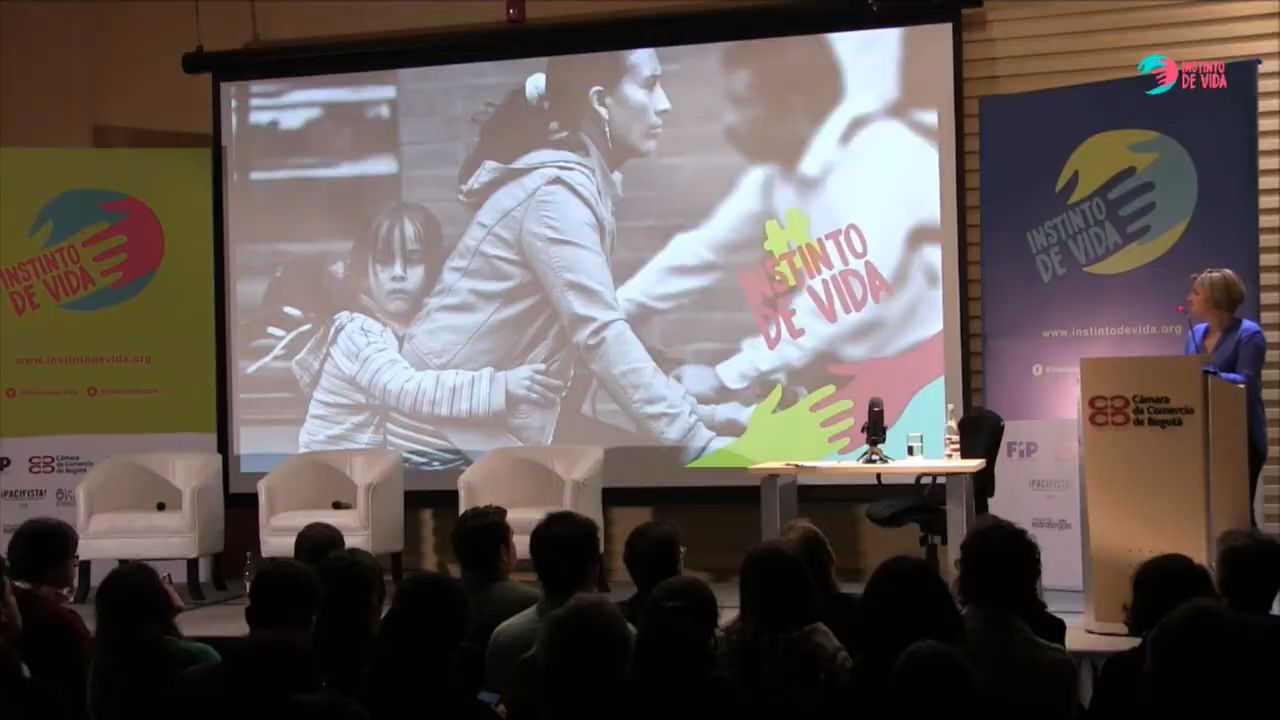 INSTINTO
DE VIDA
INSTINTO
DE VIDA
www.instintodevida.org
P
Cámara
de Comercio
de Bogotá
¡PACIFISTA!
#
INSTINTO
DE VIDA
INSTINTO
DE VIDA
www.instintodevida.org
FIP
¡PACIFISTA!
Cámara
de Comercio
de Bogotá